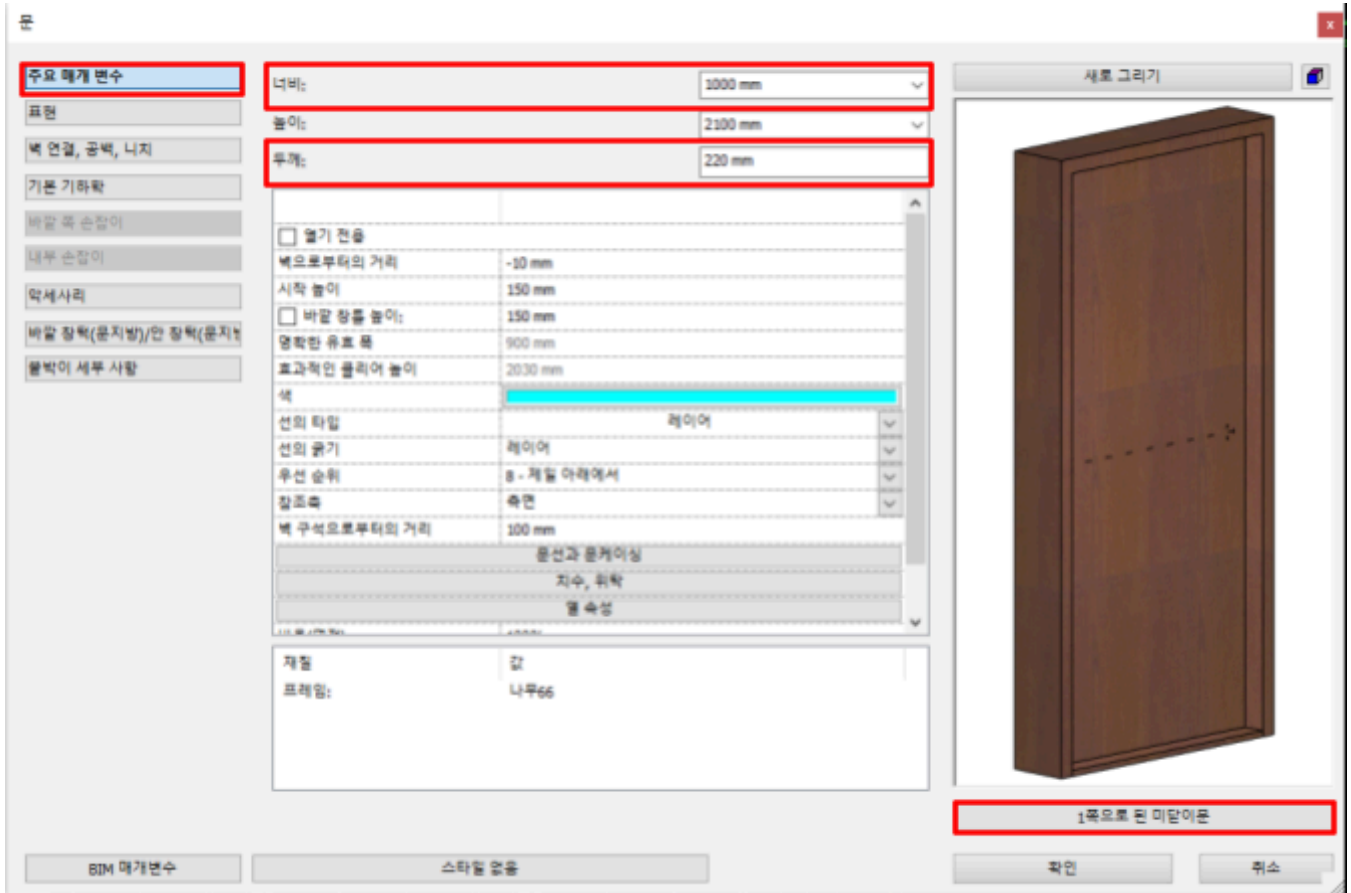 문
x
주요 매개 변수
표현
벽 연결, 공백, 니치
기본 기하학
바깥 쪽 손잡이
내부 손잡이
악세사리
바깥 창턱(문지방)/안 창턱(문지방
붙박이 세부 사항
너비: 1000 mm
높이: 2100 mm
두께: 220 mm
열기 전용
벽으로부터의 거리 -10 mm
시작 높이 150 mm
바깥 창틀 높이: 150 mm
명확한 유효 폭 900 mm
효과적인 클리어 높이 2030 mm
색
선의 타입 레이어
선의 굵기 레이어
우선 순위 8 - 제일 아래에서
참조축 측면
벽 구석으로부터의 거리 100 mm
문선과 문케이싱
치수, 위탁
열 속성
재질 값
프레임: 나무66
새로 그리기
1쪽으로 된 미닫이문
BIM 매개변수
스타일 없음
확인
취소